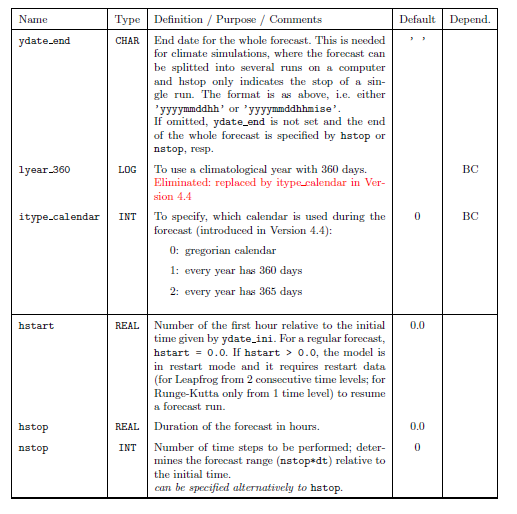 Name Type Definition / Purpose / Comments Default Depend.
ydate_end CHAR End date for the whole forecast. This is needed ' '
for climate simulations, where the forecast can
be splitted into several runs on a computer
and hstop only indicates the stop of a sin-
gle run. The format is as above, i.e. either
'yyyymmddhh' or 'yyyymmddhhmise'.
If omitted, ydate_end is not set and the end
of the whole forecast is specified by hstop or
nstop, resp.
lyear_360 LOG To use a climatological year with 360 days. BC
Eliminated: replaced by itype_calendar in Ver-
sion 4.4
itype_calendar INT To specify, which calendar is used during the 0 BC
forecast (introduced in Version 4.4):
0: gregorian calendar
1: every year has 360 days
2: every year has 365 days
hstart REAL Number of the first hour relative to the initial 0.0
time given by ydate_ini. For a regular forecast,
hstart = 0.0. If hstart > 0.0, the model is
in restart mode and it requires restart data
(for Leapfrog from 2 consecutive time levels; for
Runge-Kutta only from 1 time level) to resume
a forecast run.
hstop REAL Duration of the forecast in hours. 0.0
nstop INT Number of time steps to be performed; deter- 0
mines the forecast range (nstop*dt) relative to
the initial time.
can be specified alternatively to hstop.